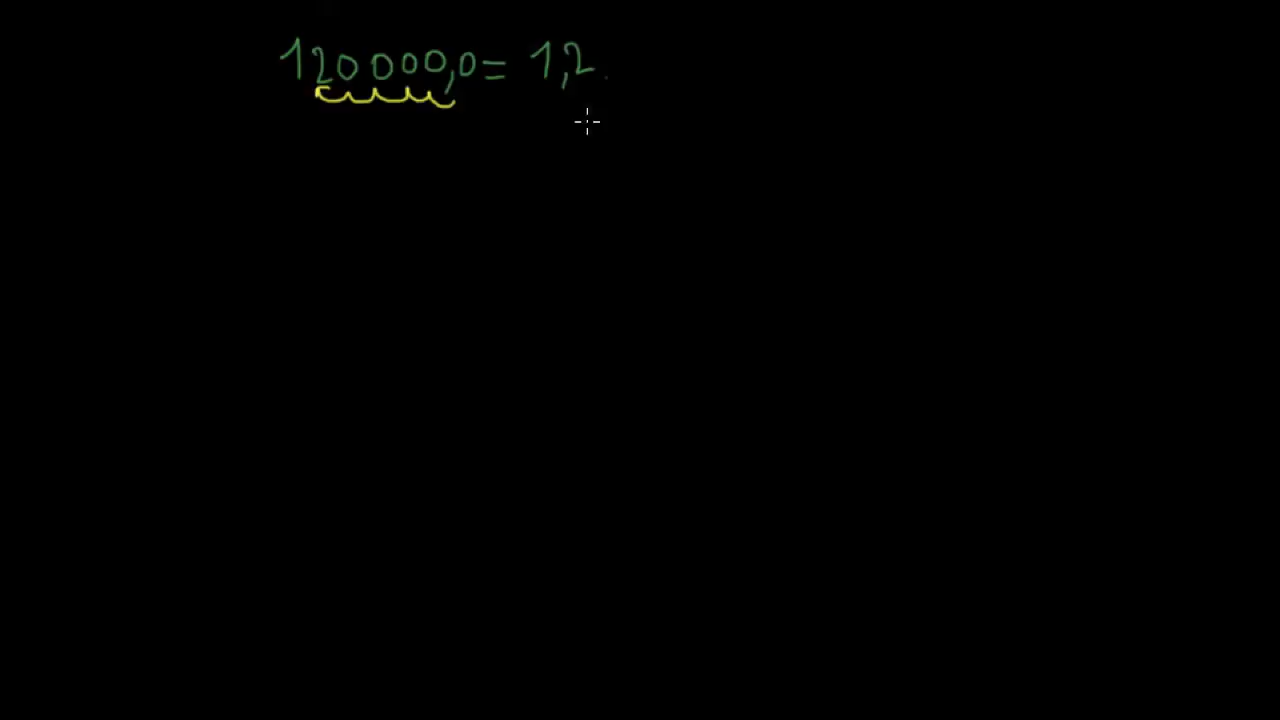 120000,0 = 1,2.